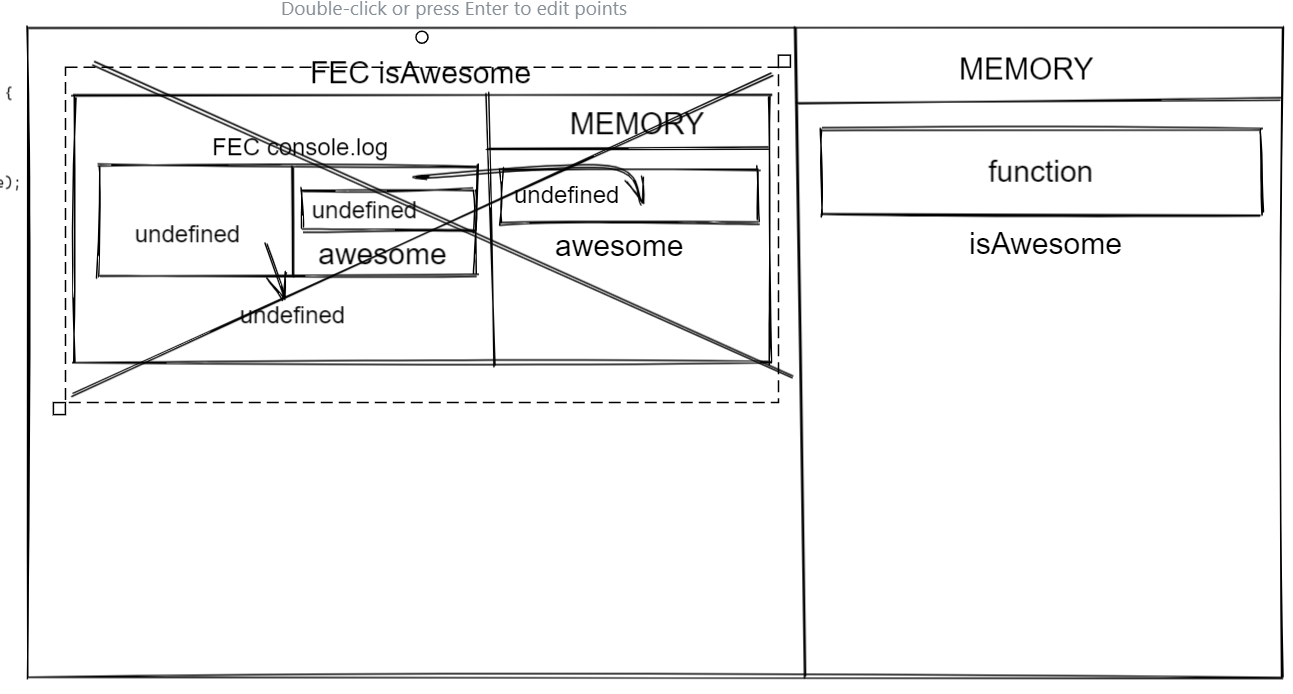 Double-click or press Enter to edit points
{
e);
FEC isAwesome
MEMORY
FEC console.log
undefined
undefined
awesome
undefined
undefined
awesome
MEMORY
function
isAwesome